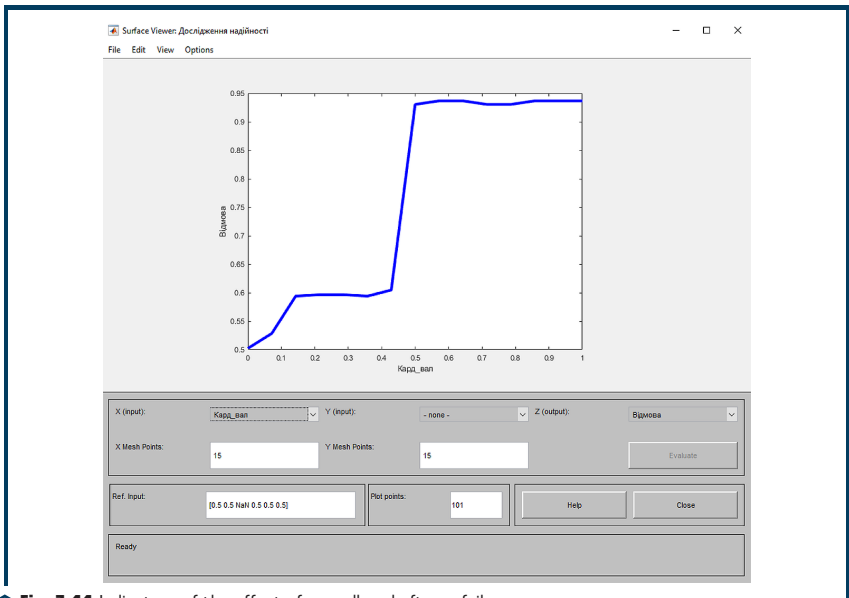 Surface Viewer: Дослідження надійності
File Edit View Options
0.95
0.9
0.85
0.8
0.75
0.7
0.65
0.6
0.55
0.5
Відмова
0 0.1 0.2 0.3 0.4 0.5 0.6 0.7 0.8 0.9 1
Кард_вал
X (input): Кард_вал Y (input): - none - Z (output): Відмова
X Mesh Points: 15 Y Mesh Points: 15 Evaluate
Ref. Input: [0.5 0.5 NaN 0.5 0.5 0.5] Plot points: 101 Help Close
Ready